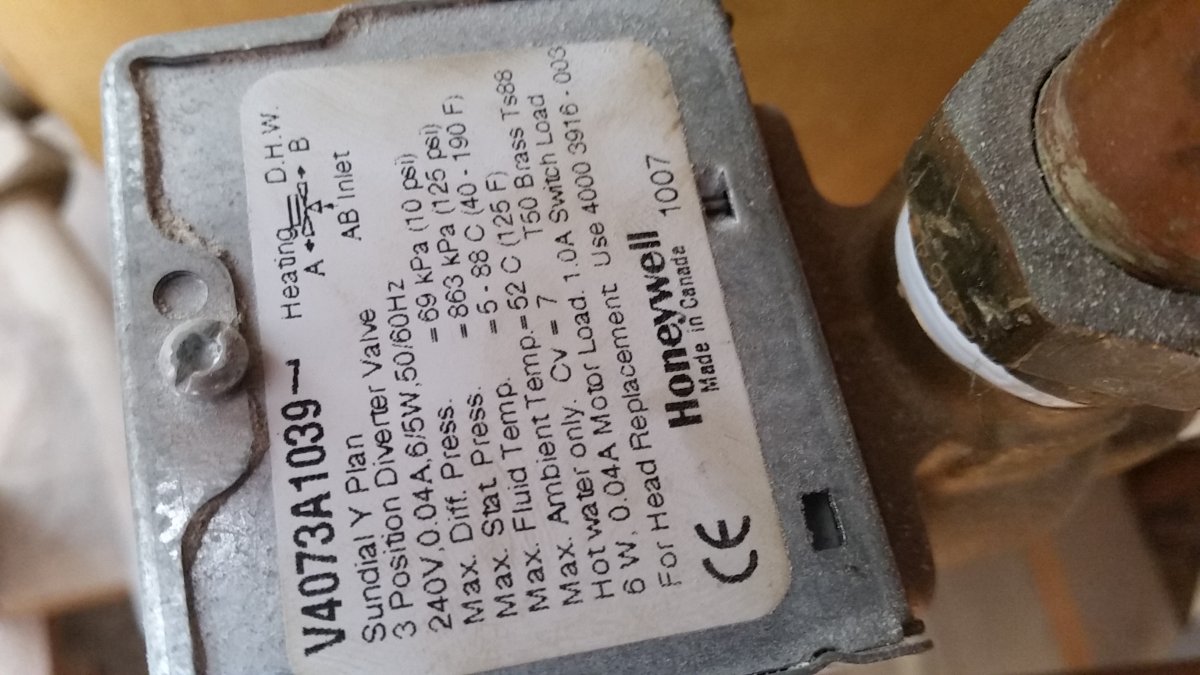 V4073A1039-
Heating D.H.W.
A B
AB Inlet
Sundial Y Plan
3 Position Diverter Valve
240V,0.04A,6/5W,50/60Hz
Max. Diff. Press. =69 kPa (10 psi)
Max. Stat Press. =863 kPa (125 psi)
Max. Fluid Temp. =5-88 C (40-190 F)
Max. Ambient Temp.=52 C (125 F)
Hot water only. Cv = 7 T50 Brass Ts88
6 W, 0.04A Motor Load. 1.0A Switch Load
For Head Replacement Use 4000 3916-003
CE Honeywell 1007
Made in Canada